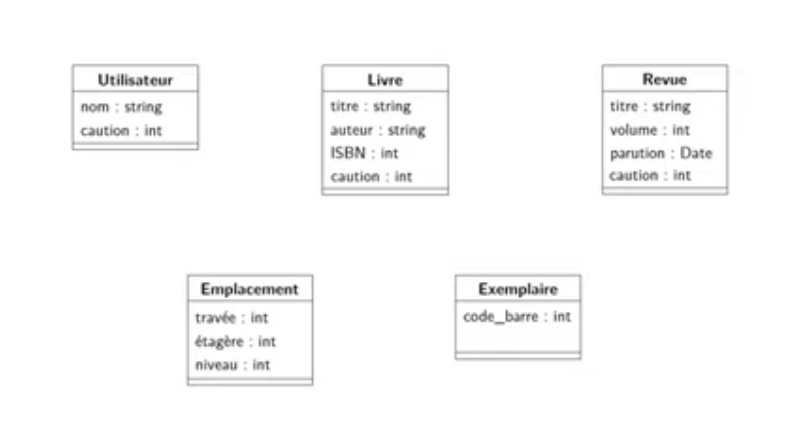 Utilisateur
nom : string
caution : int
Livre
titre : string
auteur : string
ISBN : int
caution : int
Revue
titre : string
volume : int
parution : Date
caution : int
Emplacement
travée : int
étagère : int
niveau : int
Exemplaire
code_barre : int